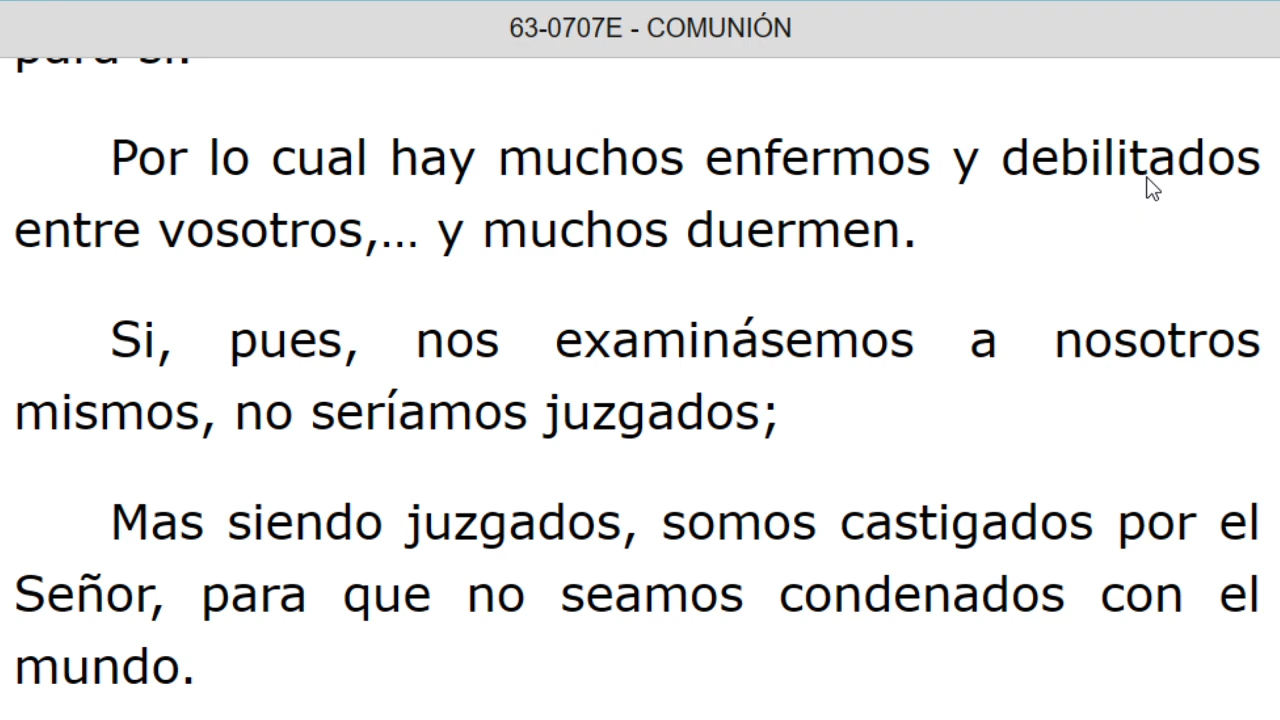 63-0707E - COMUNIÓN
para sí.
Por lo cual hay muchos enfermos y debilitados
entre vosotros,... y muchos duermen.
Si, pues, nos examinásemos a nosotros
mismos, no seríamos juzgados;
Mas siendo juzgados, somos castigados por el
Señor, para que no seamos condenados con el
mundo.